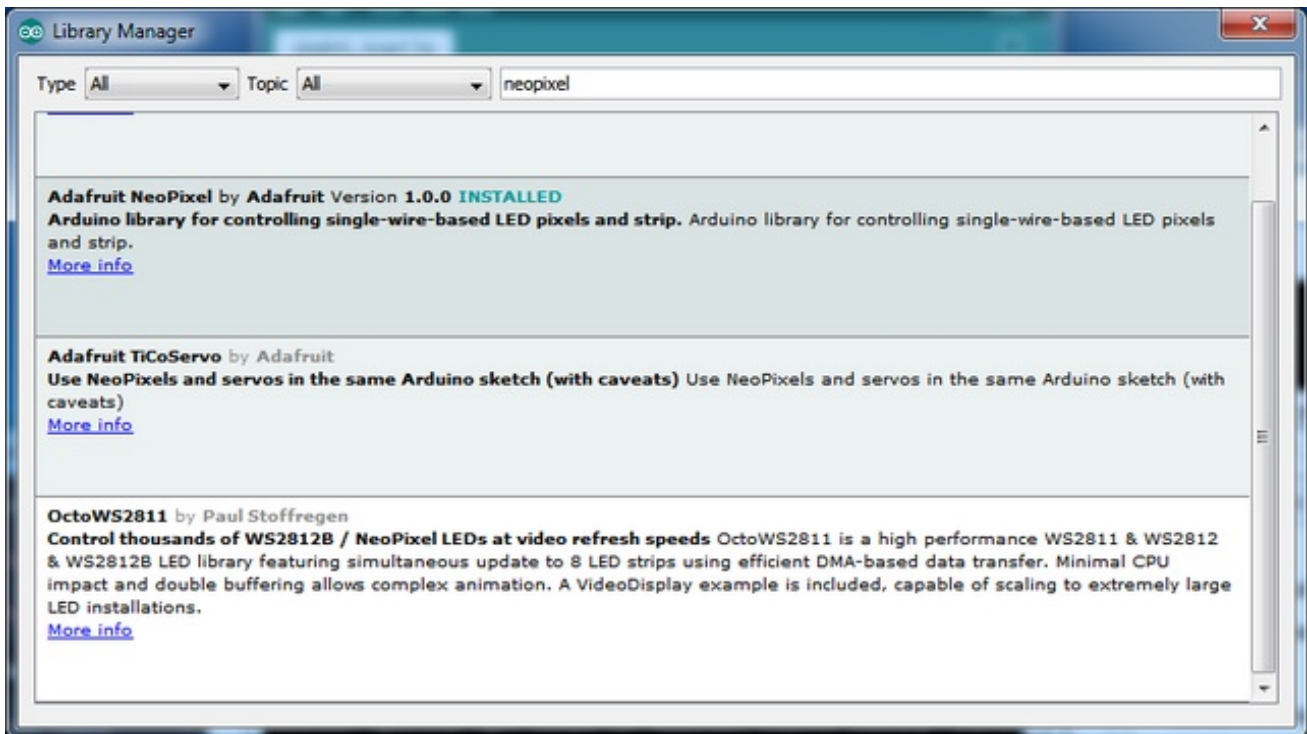 Library Manager
Type All Topic All neopixel
Adafruit NeoPixel by Adafruit Version 1.0.0 INSTALLED
Arduino library for controlling single-wire-based LED pixels and strip. Arduino library for controlling single-wire-based LED pixels
and strip.
More info
Adafruit TiCoServo by Adafruit
Use NeoPixels and servos in the same Arduino sketch (with caveats) Use NeoPixels and servos in the same Arduino sketch (with
caveats)
More info
OctoWS2811 by Paul Stoffregen
Control thousands of WS2812B / NeoPixel LEDs at video refresh speeds OctoWS2811 is a high performance WS2811 & WS2812
& WS2812B LED library featuring simultaneous update to 8 LED strips using efficient DMA-based data transfer. Minimal CPU
impact and double buffering allows complex animation. A VideoDisplay example is included, capable of scaling to extremely large
LED installations.
More info